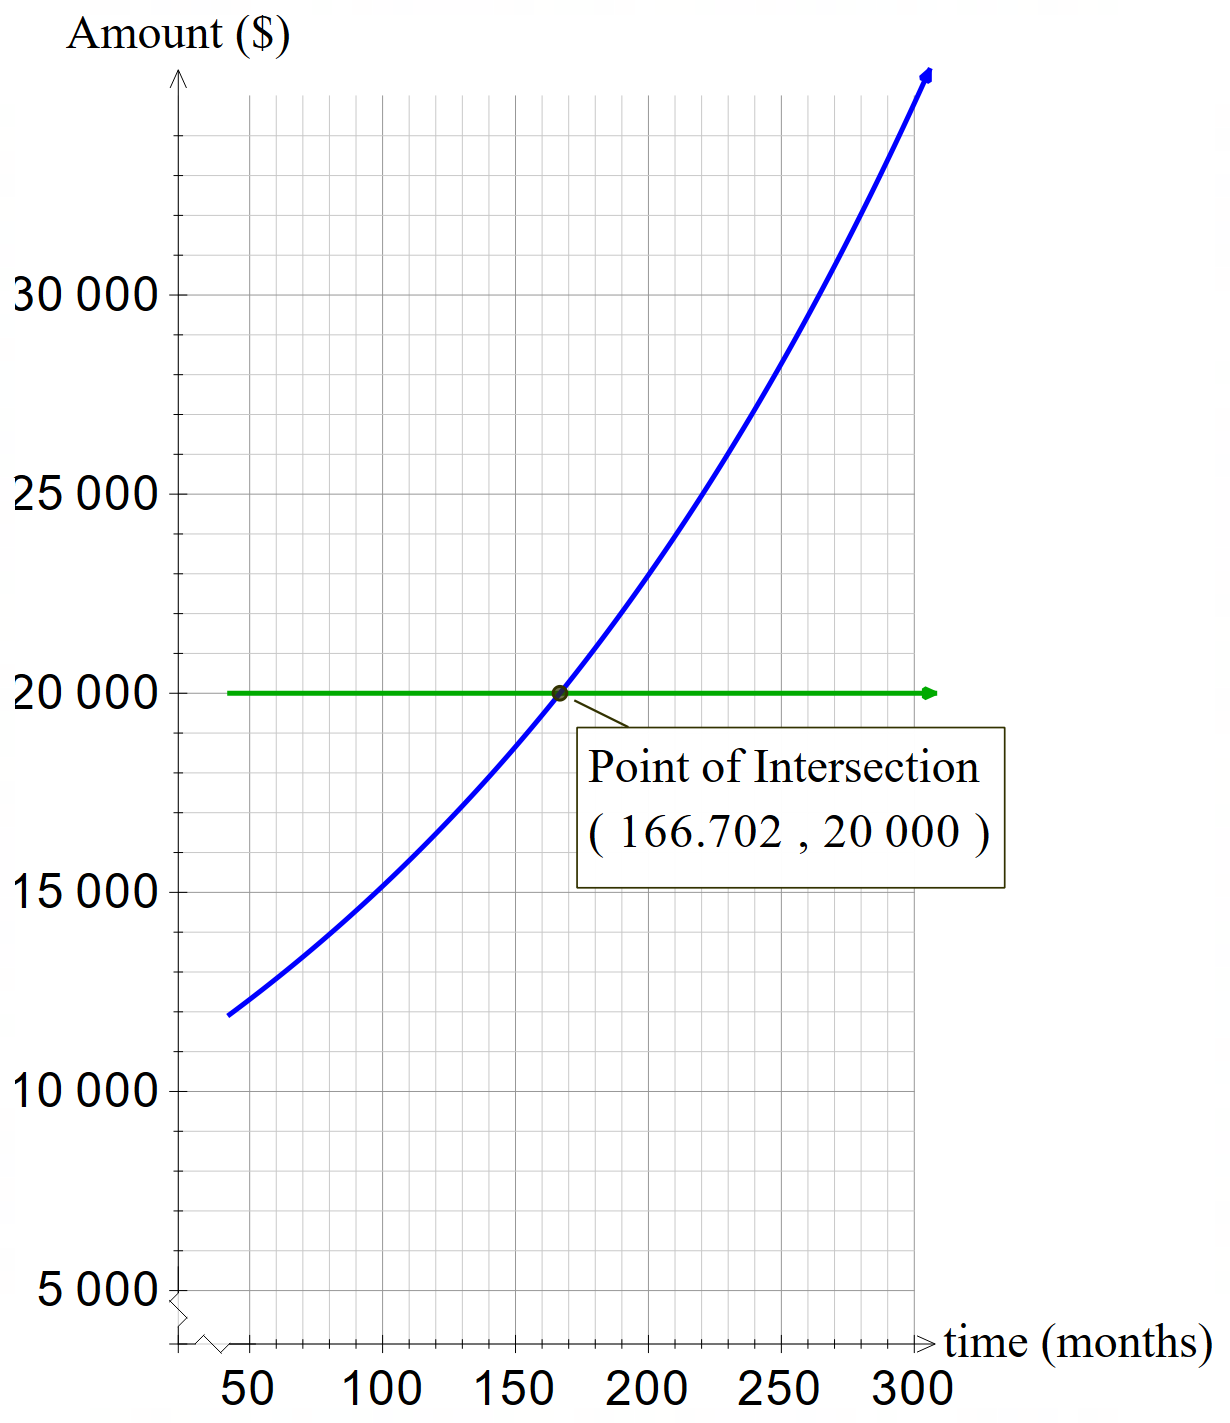 Amount ($)
30 000
25 000
20 000
Point of Intersection
( 166.702 , 20 000 )
15 000
10 000
5 000
time (months)
50 100 150 200 250 300